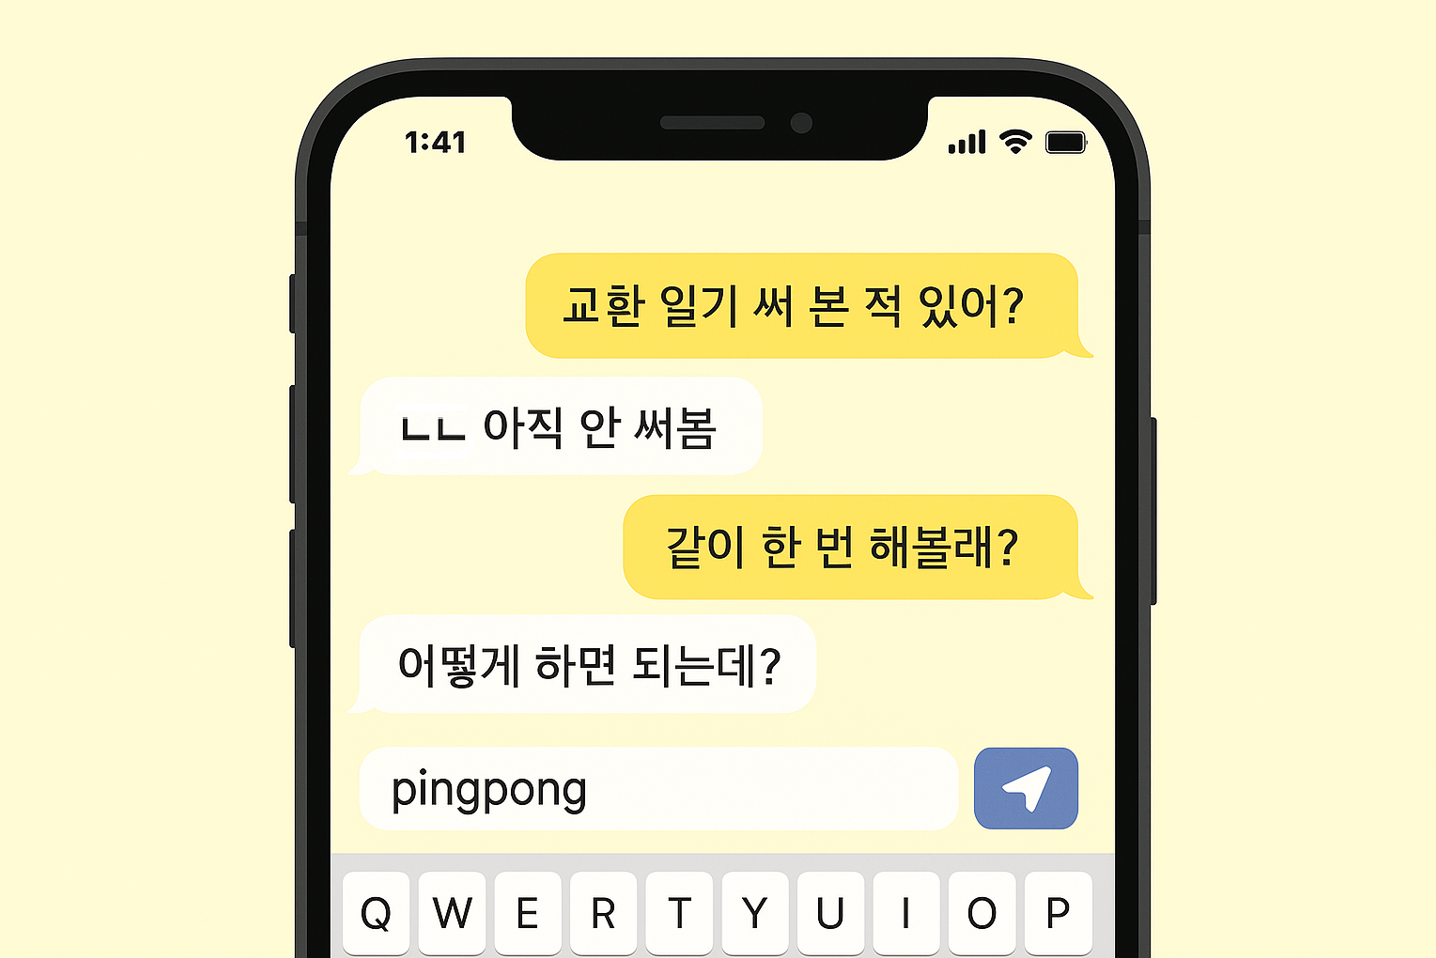 1:41
교환 일기 써 본 적 있어?
ㄴㄴ 아직 안 써봄
같이 한 번 해볼래?
어떻게 하면 되는데?
pingpong
Q W E R T Y U I O P